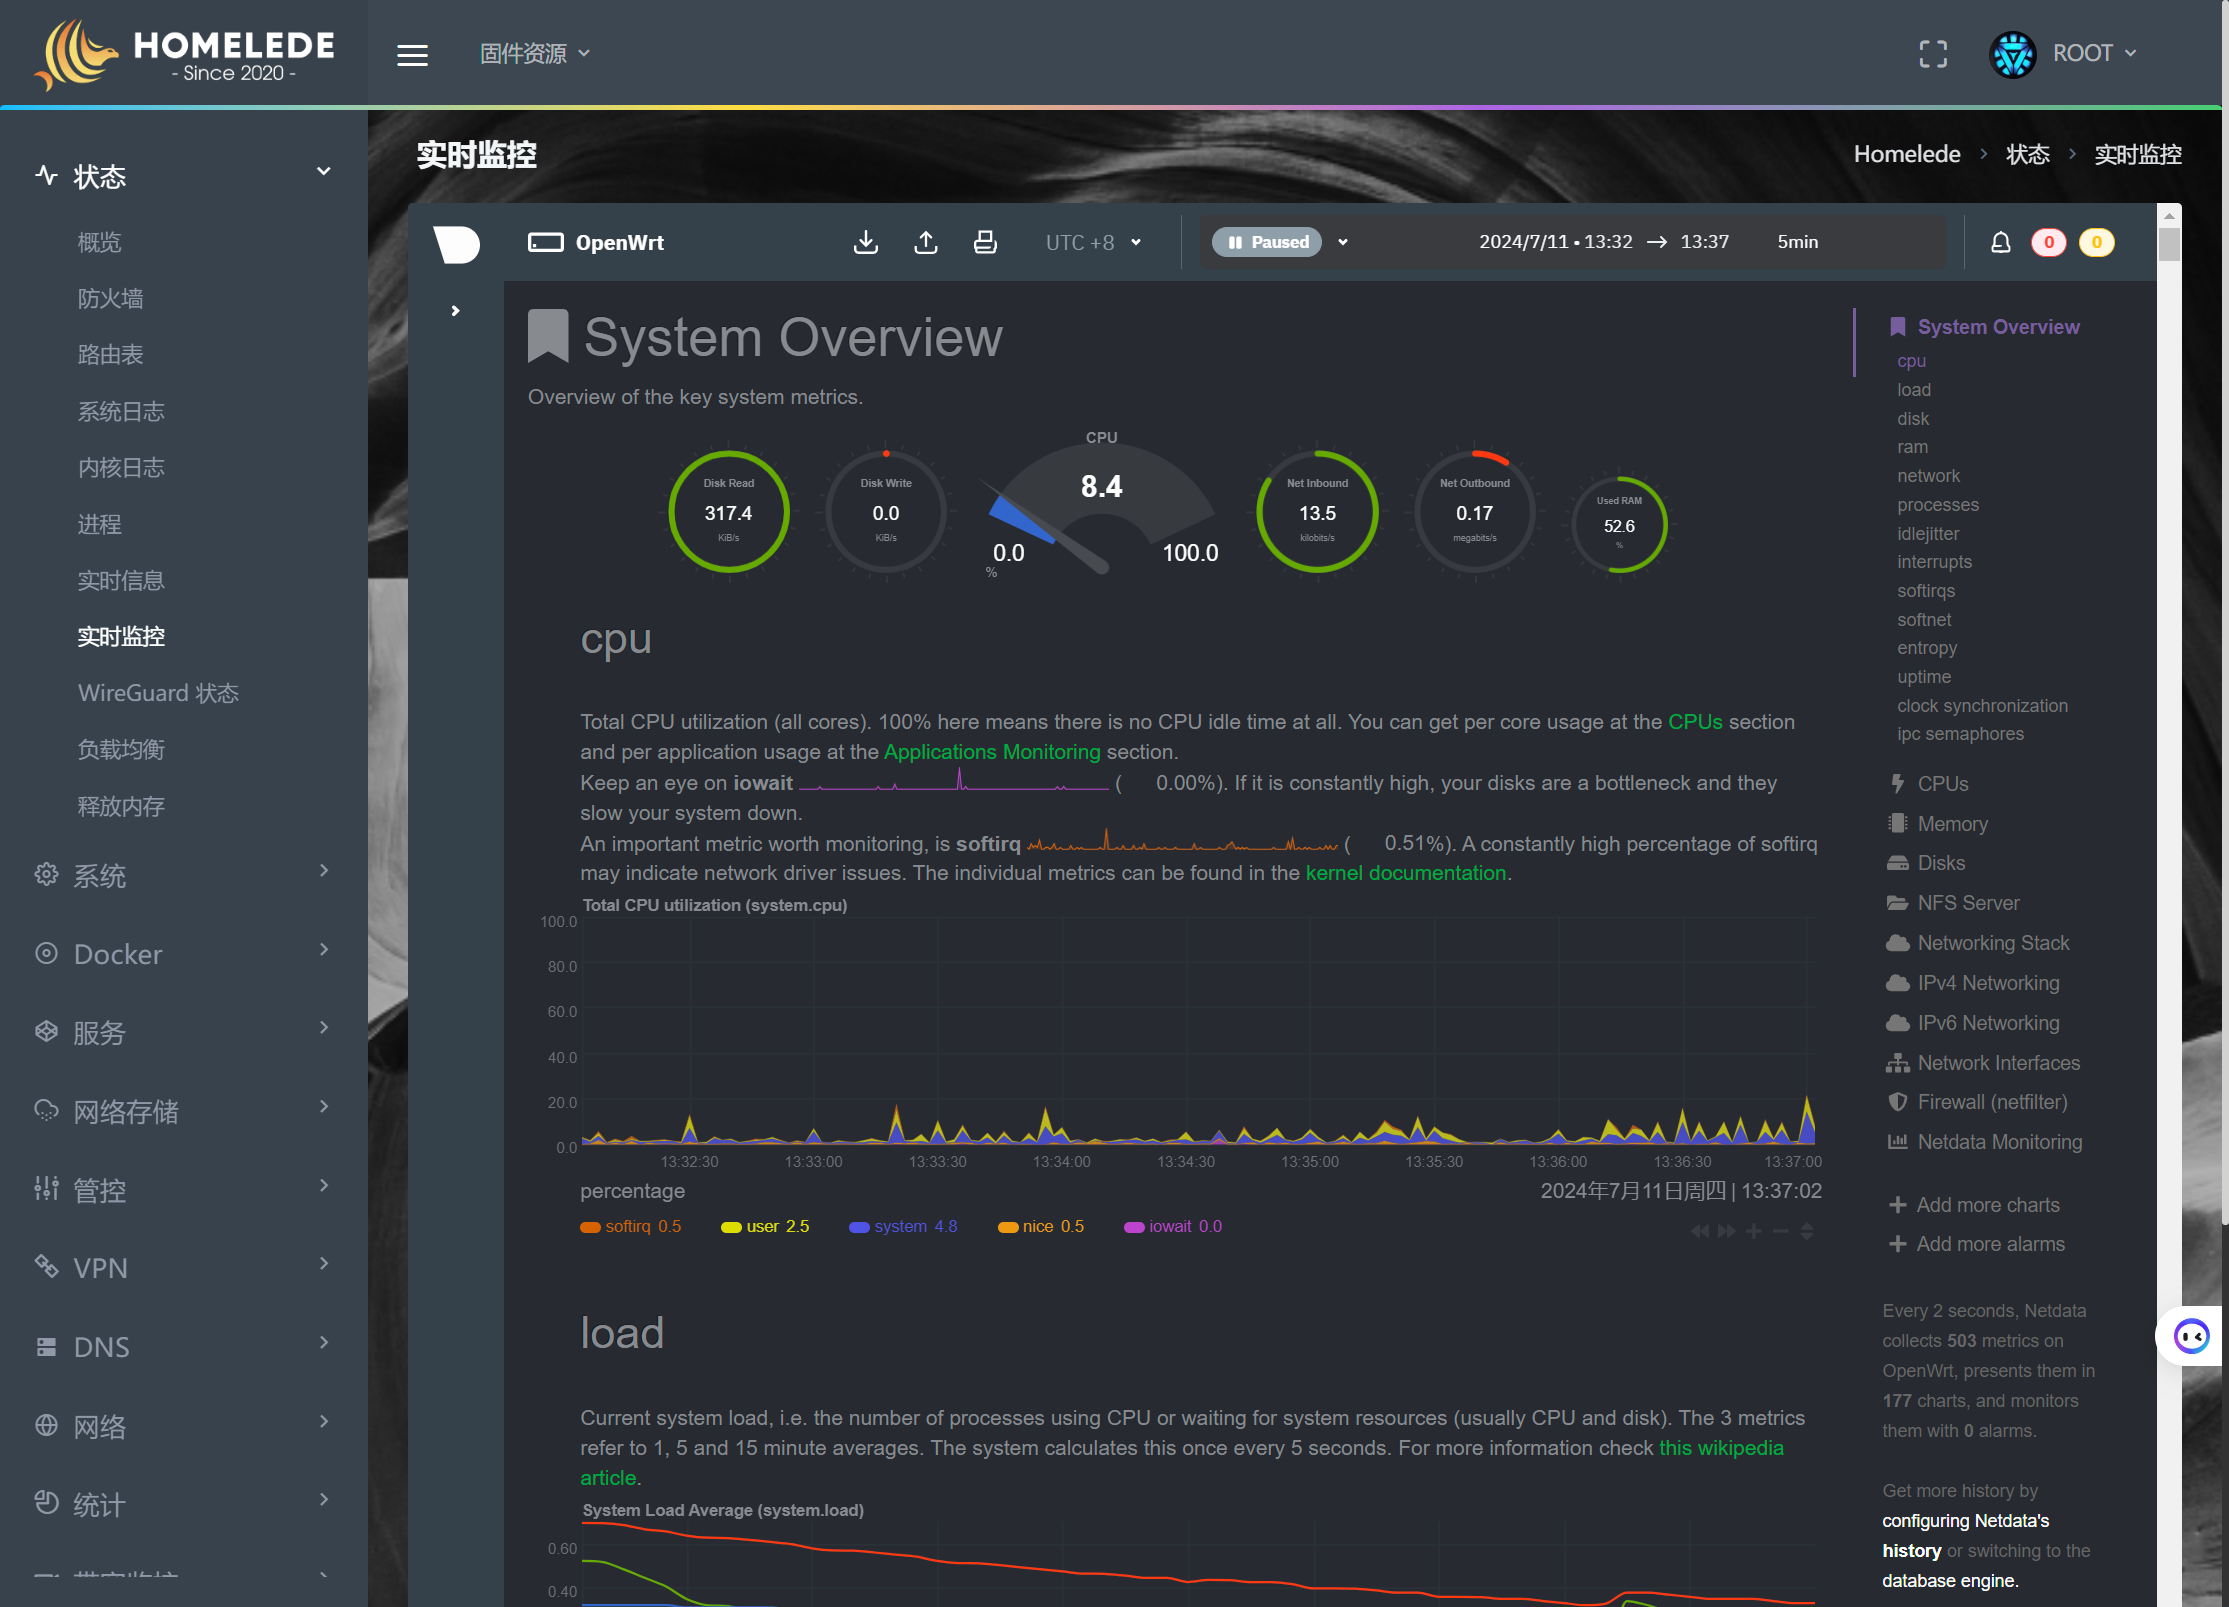 HOMELEDE
- Since 2020 -
固件资源
ROOT
状态
概览
防火墙
路由表
系统日志
内核日志
进程
实时信息
实时监控
WireGuard 状态
负载均衡
释放内存
系统
Docker
服务
网络存储
管控
VPN
DNS
网络
统计
实时监控
Homelede > 状态 > 实时监控
OpenWrt
UTC +8
Paused
2024/7/11 • 13:32 → 13:37
5min
0
0
System Overview
Overview of the key system metrics.
Disk Read
317.4
KiB/s
Disk Write
0.0
KiB/s
CPU
8.4
0.0
100.0
%
Net Inbound
13.5
kilobits/s
Net Outbound
0.17
megabits/s
Used RAM
52.6
%
cpu
Total CPU utilization (all cores). 100% here means there is no CPU idle time at all. You can get per core usage at the CPUs section
and per application usage at the Applications Monitoring section.
Keep an eye on iowait ( 0.00%). If it is constantly high, your disks are a bottleneck and they
slow your system down.
An important metric worth monitoring, is softirq ( 0.51%). A constantly high percentage of softirq
may indicate network driver issues. The individual metrics can be found in the kernel documentation.
Total CPU utilization (system.cpu)
100.0
80.0
60.0
40.0
20.0
0.0
13:32:30 13:33:00 13:33:30 13:34:00 13:34:30 13:35:00 13:35:30 13:36:00 13:36:30 13:37:00
percentage
2024年7月11日周四 | 13:37:02
softirq 0.5 user 2.5 system 4.8 nice 0.5 iowait 0.0
load
Current system load, i.e. the number of processes using CPU or waiting for system resources (usually CPU and disk). The 3 metrics
refer to 1, 5 and 15 minute averages. The system calculates this once every 5 seconds. For more information check this wikipedia
article.
System Load Average (system.load)
0.60
0.40
System Overview
cpu
load
disk
ram
network
processes
idlejitter
interrupts
softirqs
softnet
entropy
uptime
clock synchronization
ipc semaphores
CPUs
Memory
Disks
NFS Server
Networking Stack
IPv4 Networking
IPv6 Networking
Network Interfaces
Firewall (netfilter)
Netdata Monitoring
Add more charts
Add more alarms
Every 2 seconds, Netdata
collects 503 metrics on
OpenWrt, presents them in
177 charts, and monitors
them with 0 alarms.
Get more history by
configuring Netdata's
history or switching to the
database engine.